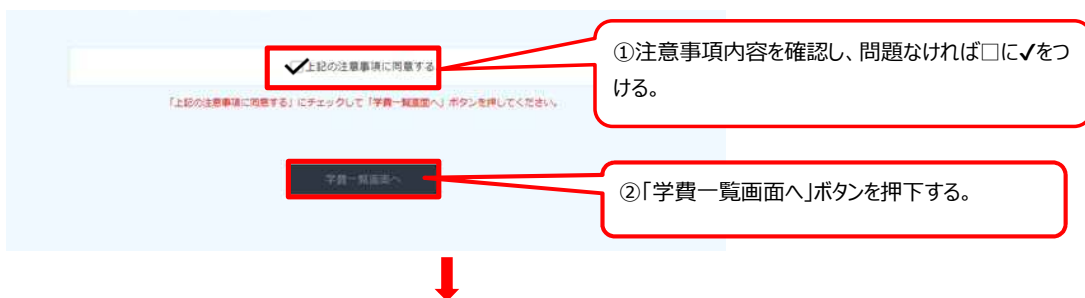 ①注意事項内容を確認し、問題なければ□に✔をつ
ける。
上記の注意事項に同意する
「上記の注意事項に同意する」にチェックして「学費一覧画面へ」ボタンを押してください。
学費一覧画面へ
②「学費一覧画面へ」ボタンを押下する。